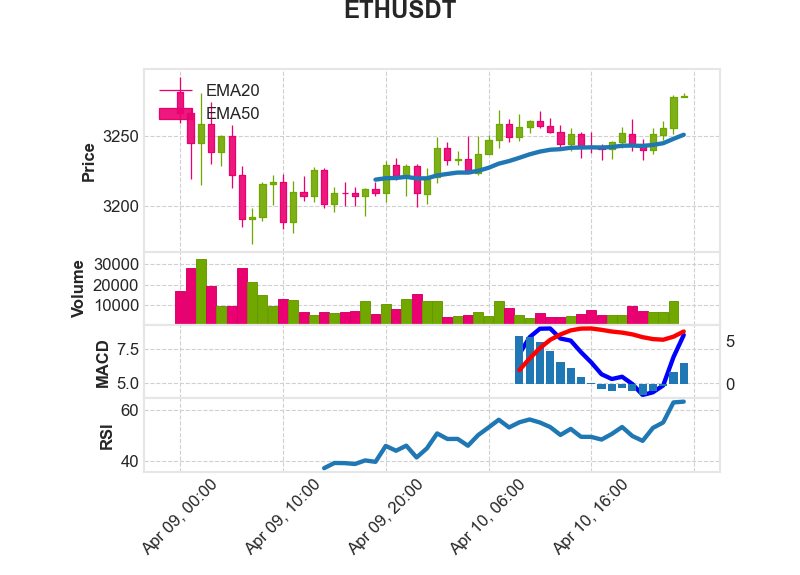 ETHUSDT
EMA20
EMA50
Price
3250
3200
Volume
30000
20000
10000
MACD
7.5
5.0
5
0
RSI
60
40
Apr 09, 00:00
Apr 09, 10:00
Apr 09, 20:00
Apr 10, 06:00
Apr 10, 16:00